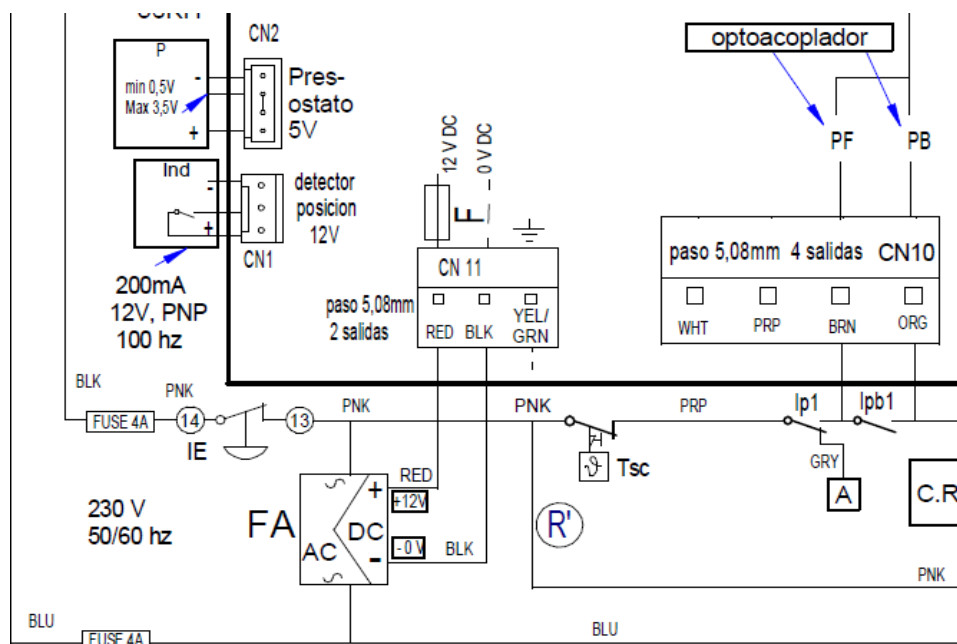 CN2
P
-
min 0,5V
Max 3,5V
+
Pres-
ostato
5V
Ind
-
+
detector
posicion
12V
CN1
200mA
12V, PNP
100 hz
12 V DC
0 V DC
F
CN 11
paso 5,08mm
2 salidas
RED
BLK
YEL/
GRN
optoacoplador
PF
PB
paso 5,08mm 4 salidas CN10
WHT
PRP
BRN
ORG
BLK
PNK
FUSE 4A
14
13
IE
PNK
PNK
PRP
Ip1
Ipb1
Tsc
GRY
A
C.R
230 V
50/60 hz
FA
AC
DC
+
-
RED
+12V
- 0 V
BLK
R'
PNK
BLU
FUSE 4A
BLU